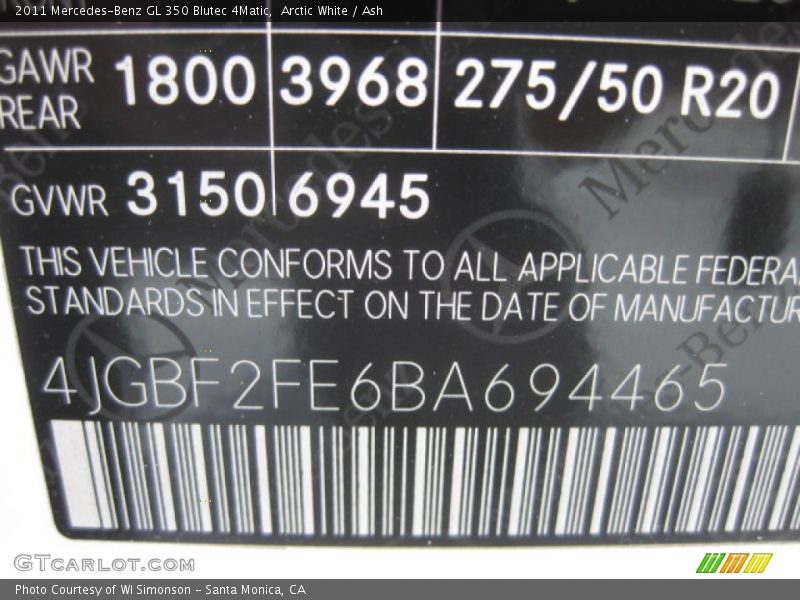 2011 Mercedes-Benz GL 350 Blutec 4Matic, Arctic White / Ash
GAWR
REAR 1800 3968 275/50 R20
GVWR 3150 6945
THIS VEHICLE CONFORMS TO ALL APPLICABLE FEDERA
STANDARDS IN EFFECT ON THE DATE OF MANUFACTUR
4JGBF2FE6BA694465
GTCARLOT.COM
Photo Courtesy of WI Simonson - Santa Monica, CA